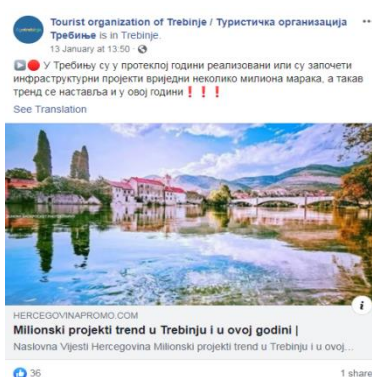 Tourist organization of Trebinje / Туристичка организација
Требиње is in Trebinje.
13 January at 13:50
У Требињу су у протеклој години реализовани или су започети
инфраструктурни пројекти вриједни неколико милиона марака, а такав
тренд се наставља и у овој години❗❗❗
See Translation
HERCEGOVINAPROMO.COM
Milionski projekti trend u Trebinju i u ovoj godini |
Naslovna Vijesti Hercegovina Milionski projekti trend u Trebinju i u ovoj...
36
1 share